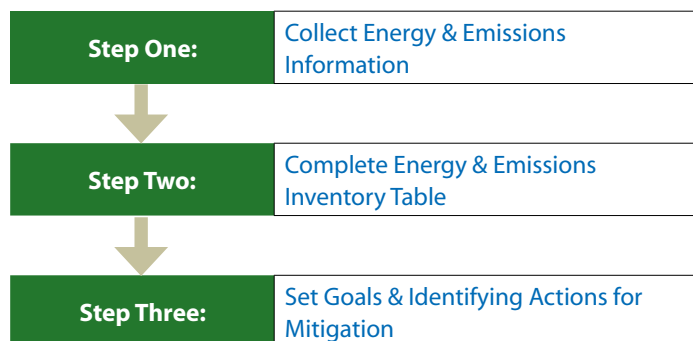 Step One:
Collect Energy & Emissions
Information
Step Two:
Complete Energy & Emissions
Inventory Table
Step Three:
Set Goals & Identifying Actions for
Mitigation